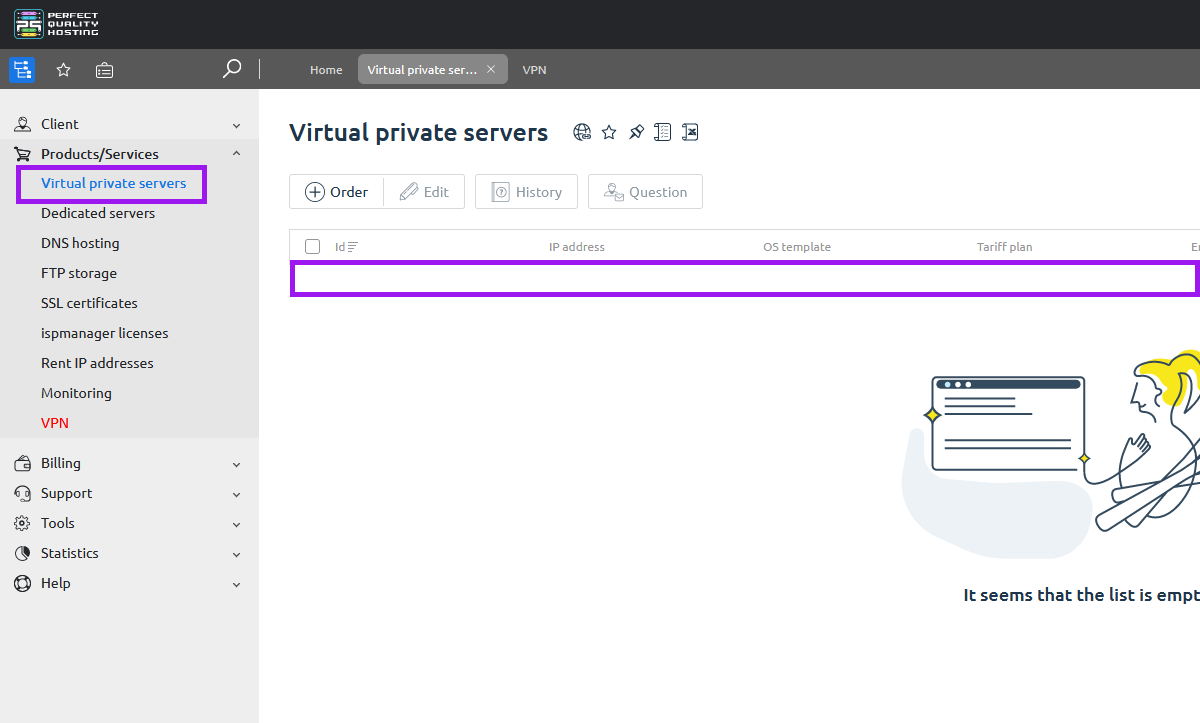 PERFECT
QUALITY
HOSTING
Home
Virtual private ser...
VPN
Client
Products/Services
Virtual private servers
Dedicated servers
DNS hosting
FTP storage
SSL certificates
ispmanager licenses
Rent IP addresses
Monitoring
VPN
Billing
Support
Tools
Statistics
Help
Virtual private servers
Order
Edit
History
Question
Id
IP address
OS template
Tariff plan
It seems that the list is empt